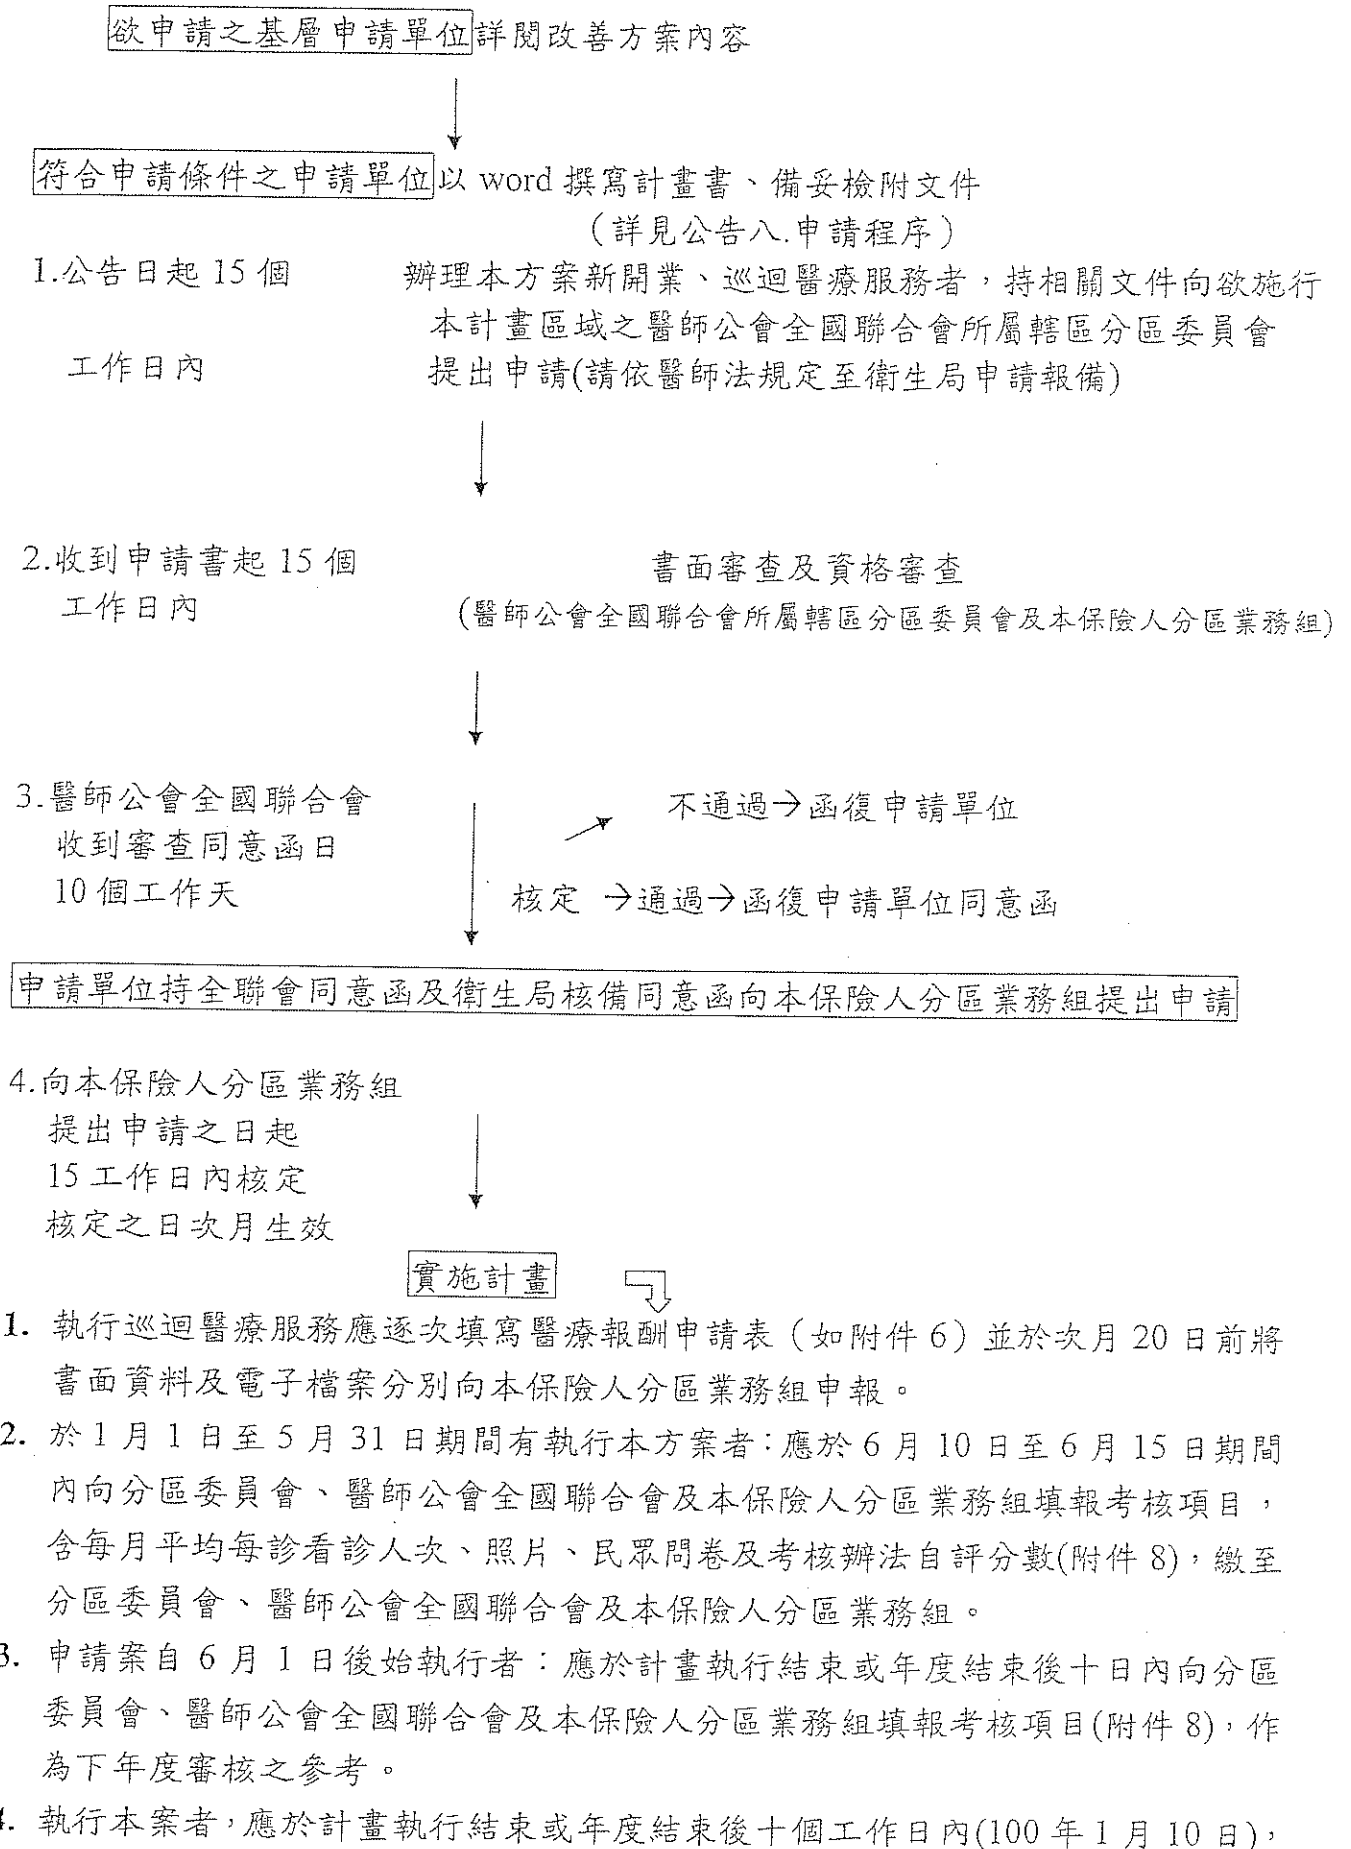 欲申請之基層申請單位詳閱改善方案內容
符合申請條件之申請單位以 word 撰寫計畫書、備妥檢附文件
（詳見公告八.申請程序）
1.公告日起 15 個
工作日內
辦理本方案新開業、巡迴醫療服務者，持相關文件向欲施行
本計畫區域之醫師公會全國聯合會所屬轄區分區委員會
提出申請(請依醫師法規定至衛生局申請報備)
2.收到申請書起 15 個
工作日內
書面審查及資格審查
(醫師公會全國聯合會所屬轄區分區委員會及本保險人分區業務組)
3.醫師公會全國聯合會
收到審查同意函日
10 個工作天
不通過→函復申請單位
核定 →通過→函復申請單位同意函
申請單位持全聯會同意函及衛生局核備同意函向本保險人分區業務組提出申請
4.向本保險人分區業務組
提出申請之日起
15 工作日內核定
核定之日次月生效
實施計畫
1. 執行巡迴醫療服務應逐次填寫醫療報酬申請表（如附件 6）並於次月 20 日前將
書面資料及電子檔案分別向本保險人分區業務組申報。
2. 於 1 月 1 日至 5 月 31 日期間有執行本方案者：應於 6 月 10 日至 6 月 15 日期間
內向分區委員會、醫師公會全國聯合會及本保險人分區業務組填報考核項目，
含每月平均每診看診人次、照片、民眾問卷及考核辦法自評分數(附件 8)，繳至
分區委員會、醫師公會全國聯合會及本保險人分區業務組。
3. 申請案自 6 月 1 日後始執行者：應於計畫執行結束或年度結束後十日內向分區
委員會、醫師公會全國聯合會及本保險人分區業務組填報考核項目(附件 8)，作
為下年度審核之參考。
4. 執行本案者，應於計畫執行結束或年度結束後十個工作日內(100 年 1 月 10 日)，